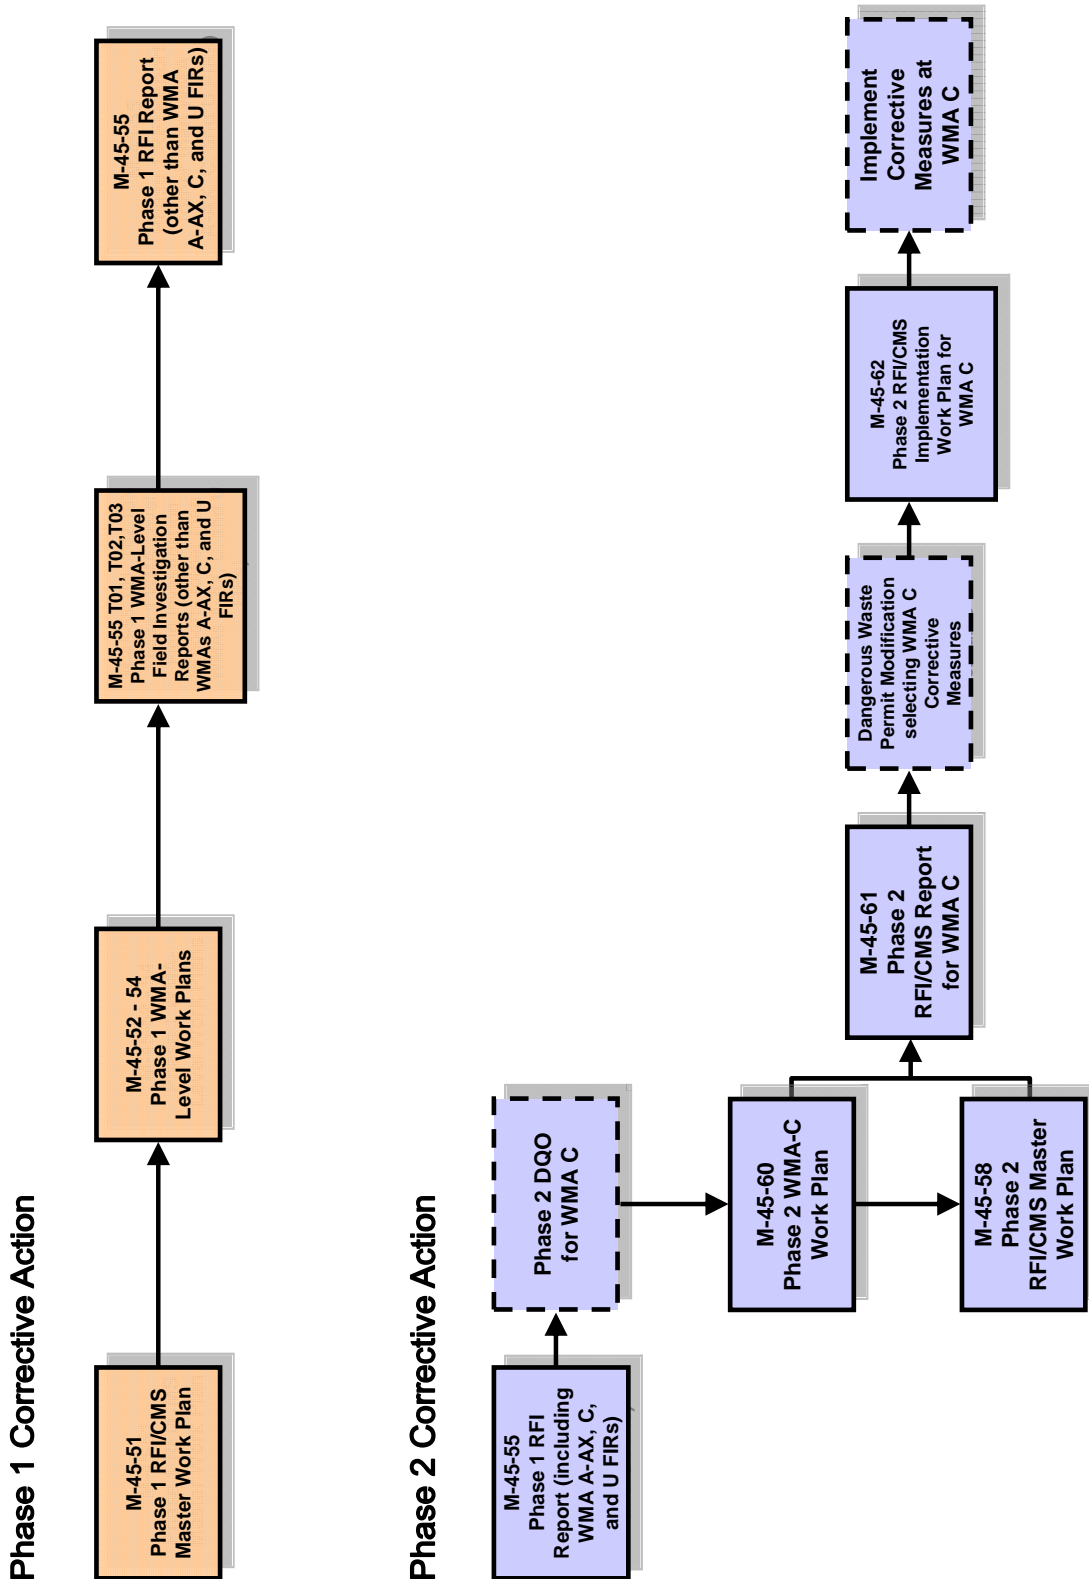 Phase 1 Corrective Action
M-45-51
Phase 1 RFI/CMS
Master Work Plan
M-45-52 - 54
Phase 1 WMA-
Level Work Plans
M-45-55 T01, T02,T03
Phase 1 WMA-Level
Field Investigation
Reports (other than
WMAs A-AX, C, and U
FIRs)
M-45-55
Phase 1 RFI Report
(other than WMA
A-AX, C, and U FIRs)
Phase 2 Corrective Action
M-45-55
Phase 1 RFI
Report (including
WMA A-AX, C,
and U FIRs)
Phase 2 DQO
for WMA C
M-45-60
Phase 2 WMA-C
Work Plan
M-45-58
Phase 2
RFI/CMS Master
Work Plan
M-45-61
Phase 2
RFI/CMS Report
for WMA C
Dangerous Waste
Permit Modification
selecting WMA C
Corrective
Measures
M-45-62
Phase 2 RFI/CMS
Implementation
Work Plan for
WMA C
Implement
Corrective
Measures at
WMA C